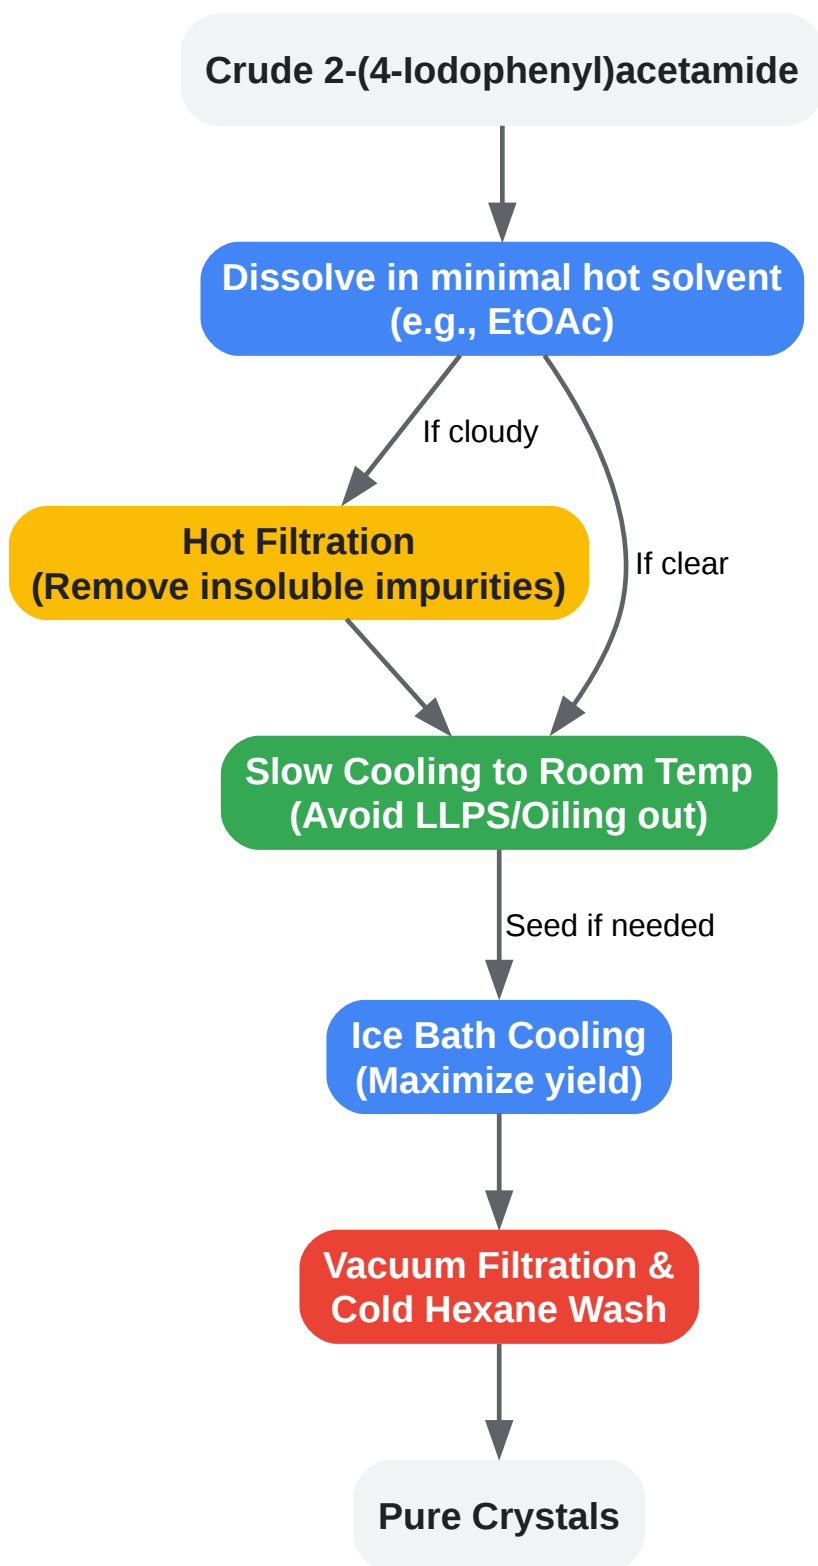 Crude 2-(4-Iodophenyl)acetamide
Dissolve in minimal hot solvent
(e.g., EtOAc)
If cloudy
Hot Filtration
(Remove insoluble impurities)
If clear
Slow Cooling to Room Temp
(Avoid LLPS/Oiling out)
Seed if needed
Ice Bath Cooling
(Maximize yield)
Vacuum Filtration &
Cold Hexane Wash
Pure Crystals